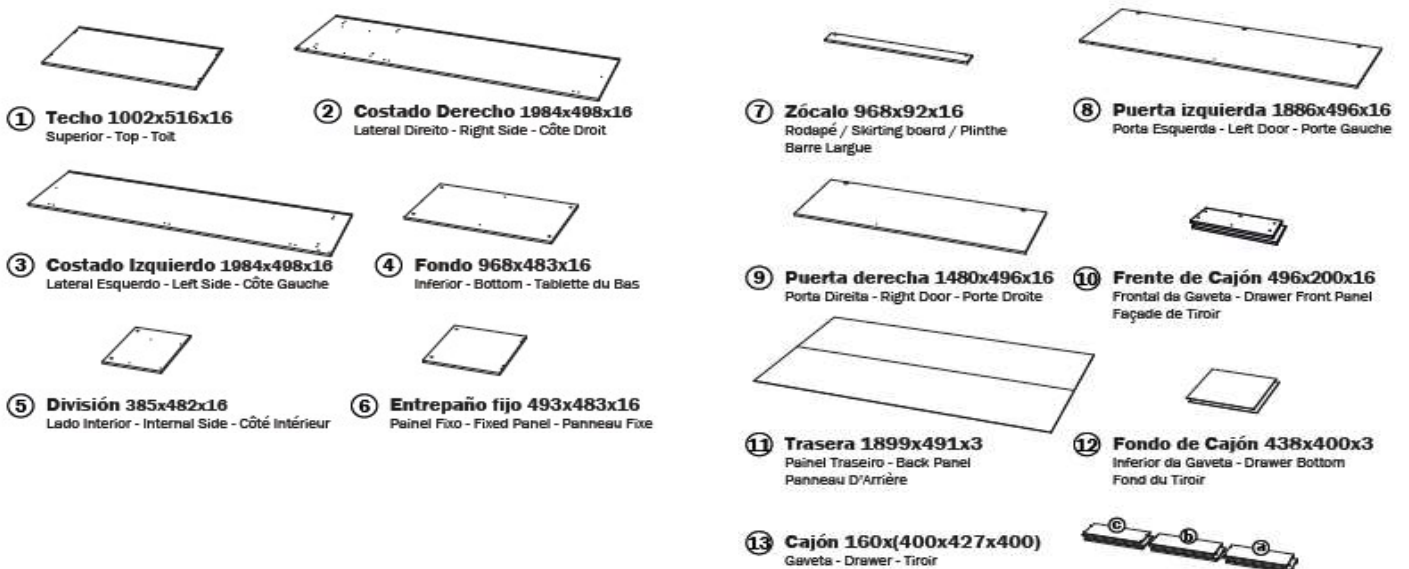 ① Techo 1002x516x16
Superior - Top - Toit
② Costado Derecho 1984x498x16
Lateral Direito - Right Side - Côte Droit
③ Costado Izquierdo 1984x498x16
Lateral Esquerdo - Left Side - Côte Gauche
④ Fondo 968x483x16
Inferior - Bottom - Tablette du Bas
⑤ División 385x482x16
Lado Interior - Internal Side - Côté Intérieur
⑥ Entrepaño fijo 493x483x16
Painel Fixo - Fixed Panel - Panneau Fixe
⑦ Zócalo 968x92x16
Rodapé / Skirting board / Plinthe
Barre Largue
⑧ Puerta izquierda 1886x496x16
Porta Esquerda - Left Door - Porte Gauche
⑨ Puerta derecha 1480x496x16
Porta Direita - Right Door - Porte Droite
⑩ Frente de Cajón 496x200x16
Frontal da Gaveta - Drawer Front Panel
Façade de Tiroir
⑪ Trasera 1899x491x3
Painel Traseiro - Back Panel
Panneau D'Arrière
⑫ Fondo de Cajón 438x400x3
Inferior da Gaveta - Drawer Bottom
Fond du Tiroir
⑬ Cajón 160x(400x427x400)
Gaveta - Drawer - Tiroir
ⓒ ⓑ ⓐ